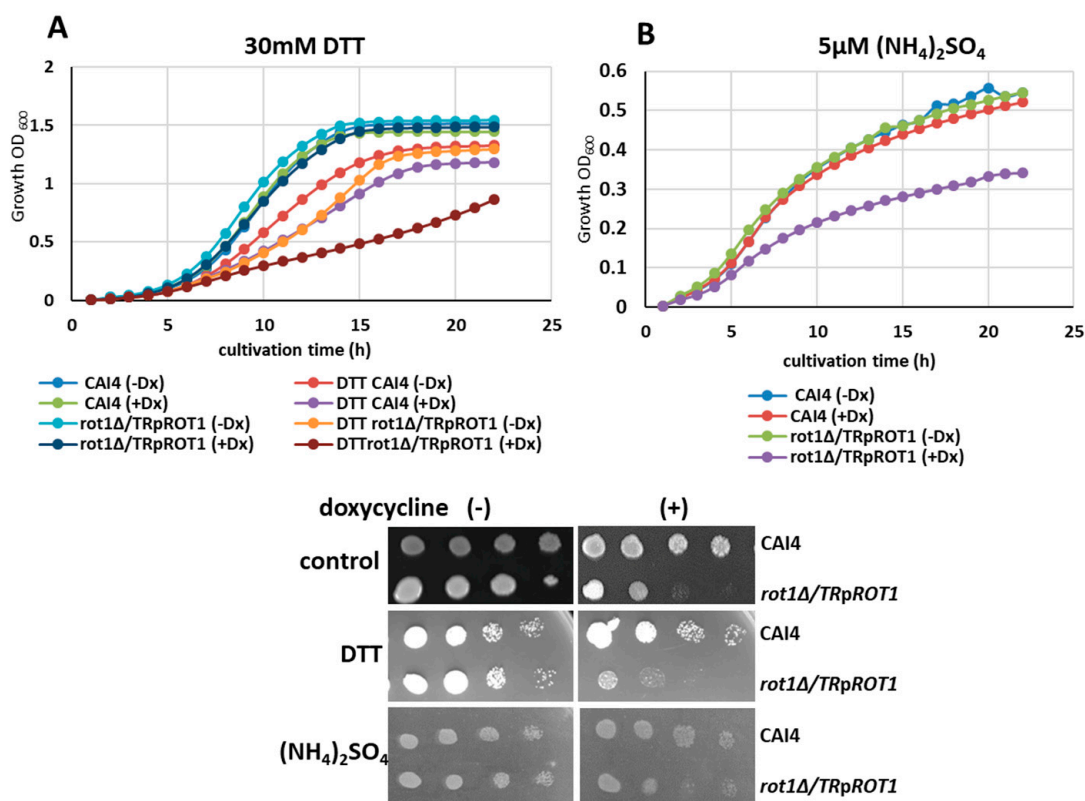 A
30mM DTT
Growth OD600
2
1.5
1
0.5
0
0 5 10 15 20 25
cultivation time (h)
CAI4 (-Dx)
CAI4 (+Dx)
rot1Δ/TRpROT1 (-Dx)
rot1Δ/TRpROT1 (+Dx)
DTT CAI4 (-Dx)
DTT CAI4 (+Dx)
DTT rot1Δ/TRpROT1 (-Dx)
DTTrot1Δ/TRpROT1 (+Dx)
B
5µM (NH4)2SO4
Growth OD600
0.6
0.5
0.4
0.3
0.2
0.1
0
0 5 10 15 20 25
cultivation time (h)
CAI4 (-Dx)
CAI4 (+Dx)
rot1Δ/TRpROT1 (-Dx)
rot1Δ/TRpROT1 (+Dx)
doxycycline (-) (+)
control
CAI4
rot1Δ/TRpROT1
DTT
CAI4
rot1Δ/TRpROT1
(NH4)2SO4
CAI4
rot1Δ/TRpROT1